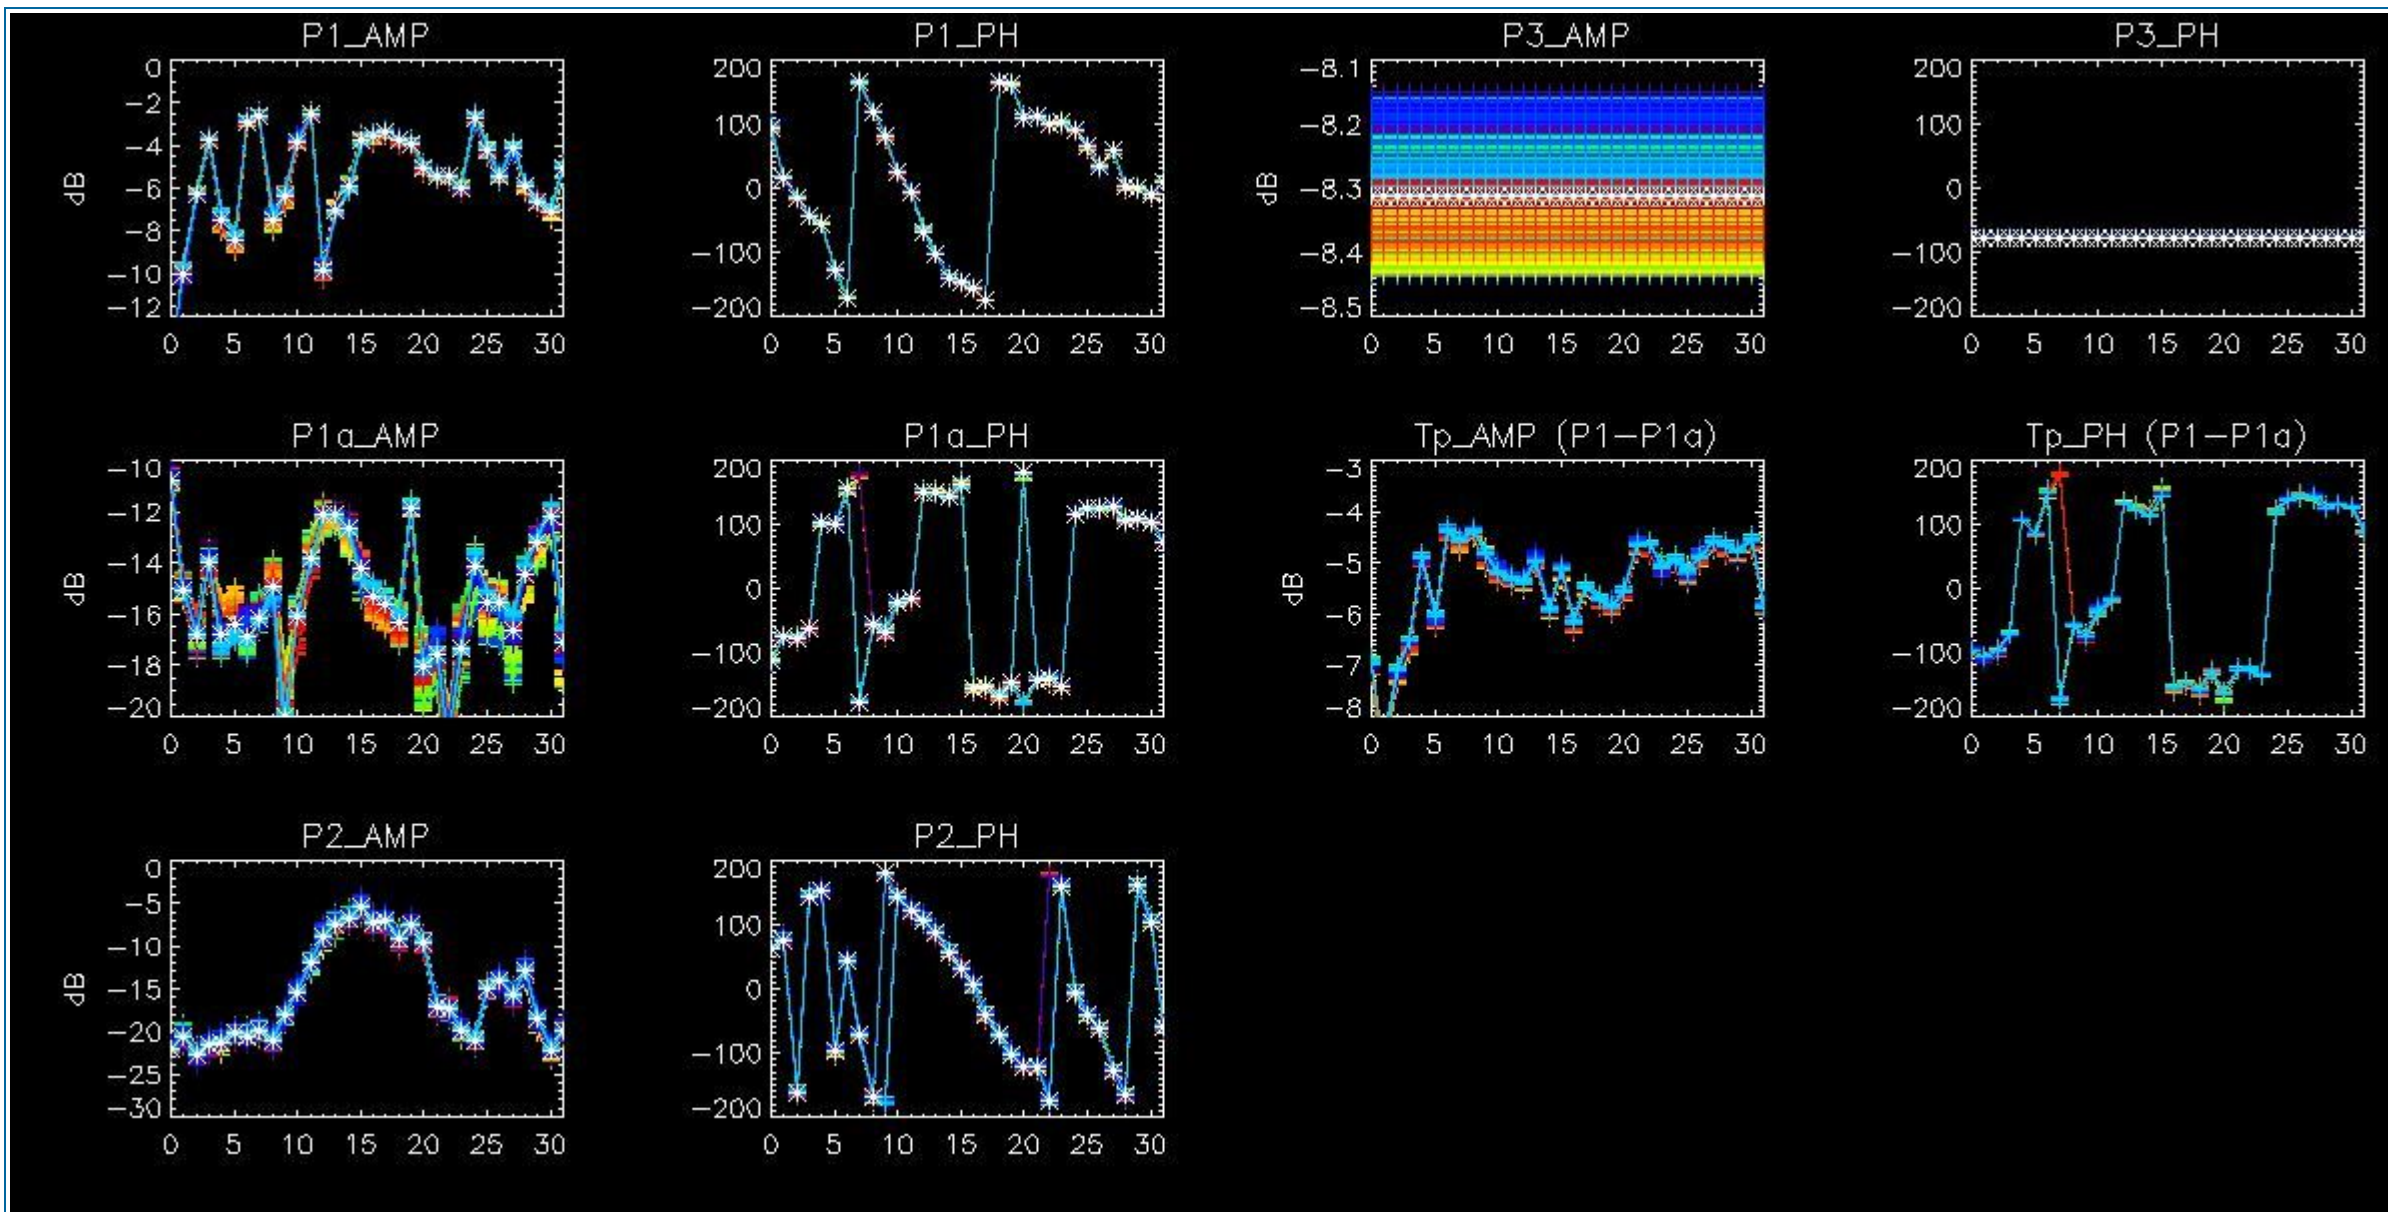 P1_AMP
0
−2
−4
−6
−8
−10
−12
dB
0 5 10 15 20 25 30
P1_PH
200
100
0
−100
−200
0 5 10 15 20 25 30
P3_AMP
−8.1
−8.2
−8.3
−8.4
−8.5
dB
0 5 10 15 20 25 30
P3_PH
200
100
0
−100
−200
0 5 10 15 20 25 30
P1a_AMP
−10
−12
−14
−16
−18
−20
dB
0 5 10 15 20 25 30
P1a_PH
200
100
0
−100
−200
0 5 10 15 20 25 30
Tp_AMP (P1−P1a)
−3
−4
−5
−6
−7
−8
dB
0 5 10 15 20 25 30
Tp_PH (P1−P1a)
200
100
0
−100
−200
0 5 10 15 20 25 30
P2_AMP
0
−5
−10
−15
−20
−25
−30
dB
0 5 10 15 20 25 30
P2_PH
200
100
0
−100
−200
0 5 10 15 20 25 30